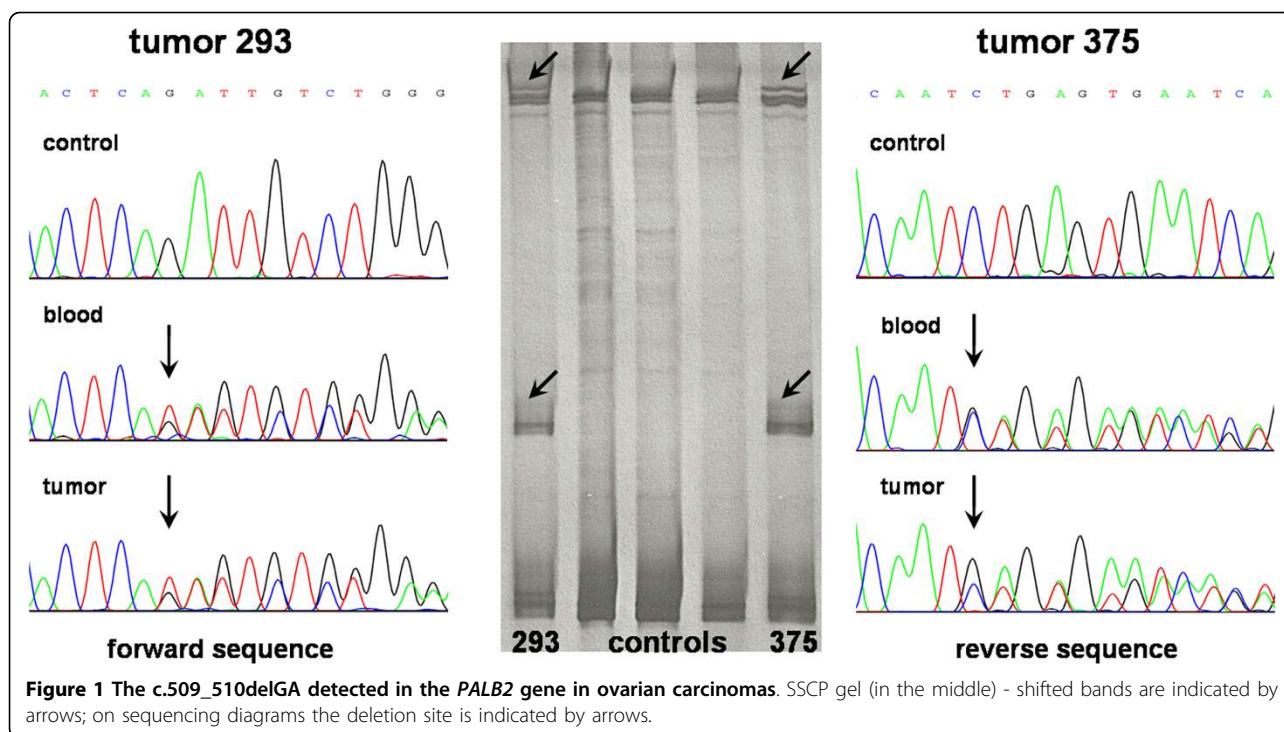 tumor 293
tumor 375
A C T C A G A T T G T C T G G G
C A A T C T G A G T G A A T C A
control
control
blood
blood
tumor
tumor
293 controls 375
forward sequence
reverse sequence
Figure 1 The c.509_510delGA detected in the PALB2 gene in ovarian carcinomas. SSCP gel (in the middle) - shifted bands are indicated by
arrows; on sequencing diagrams the deletion site is indicated by arrows.